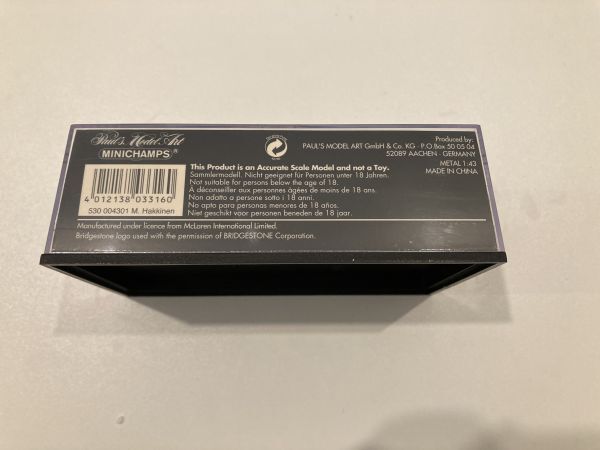 Paul's Model Art
MINICHAMPS®
4 012138 033160
530 004301 M. Hakkinen
Produced by:
PAUL'S MODEL ART GmbH & Co. KG · P.O.Box 50 05 04
52089 AACHEN · GERMANY
METAL 1:43
MADE IN CHINA
This Product is an Accurate Scale Model and not a Toy.
Sammlermodell. Nicht geeignet für Personen unter 18 Jahren.
Not suitable for persons below the age of 18.
A déconseiller aux personnes âgées de moins de 18 ans.
Non adatto a persone sotto i 18 anni.
No apto para personas menores de 18 años.
Niet geschikt voor personen beneden de 18 jaar.
Manufactured under licence from McLaren International Limited.
Bridgestone logo used with the permission of BRIDGESTONE Corporation.